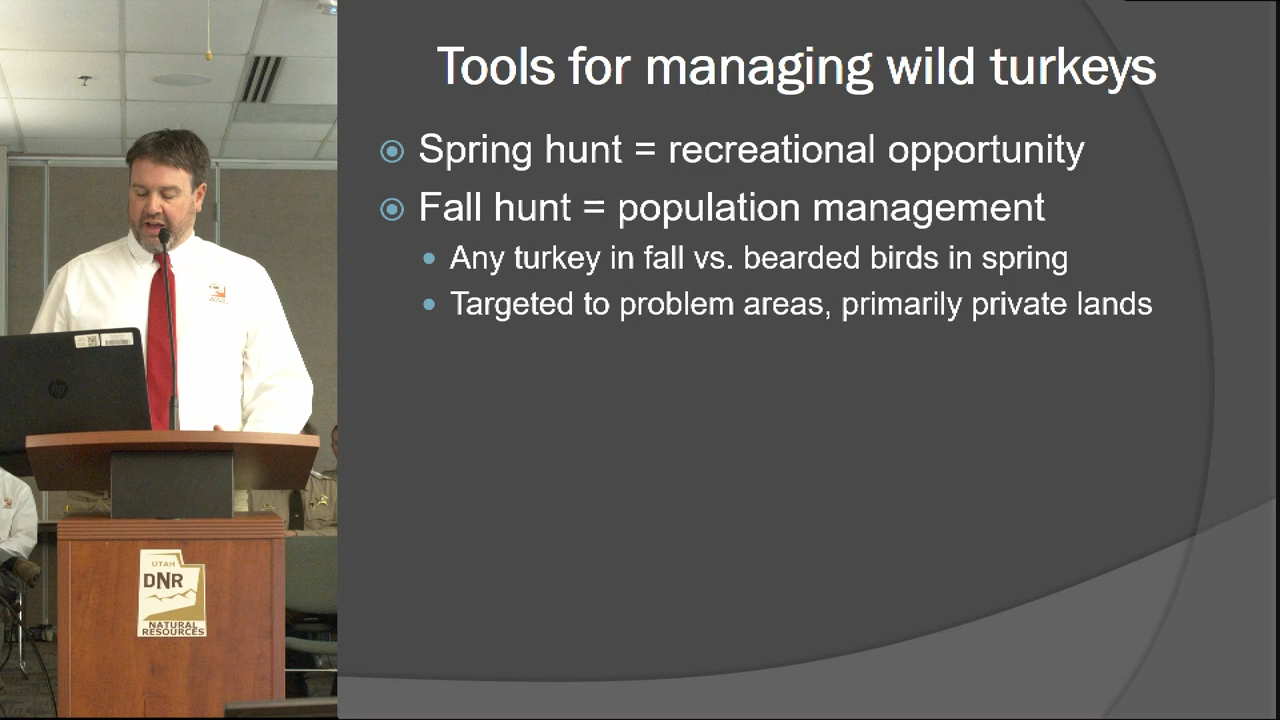 Tools for managing wild turkeys
Spring hunt = recreational opportunity
Fall hunt = population management
Any turkey in fall vs. bearded birds in spring
Targeted to problem areas, primarily private lands
hp
UTAH
DNR
NATURAL
RESOURCES